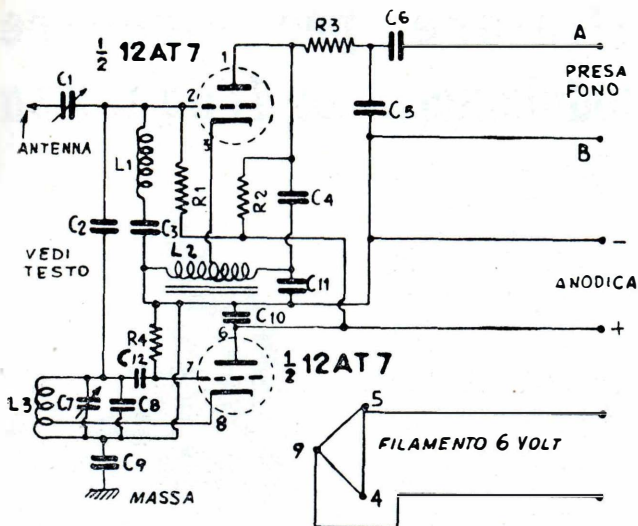 ½ 12AT7
1
R3
C6
A
PRESA
FONO
C1
2
C5
ANTENNA
3
B
L1
R1
R2
C4
C2
C3
VEDI
TESTO
L2
-
C11
ANODICA
C10
+
R4
6
C12
7
½ 12AT7
L3
C7
C8
8
5
9
FILAMENTO 6 VOLT
C9
4
MASSA